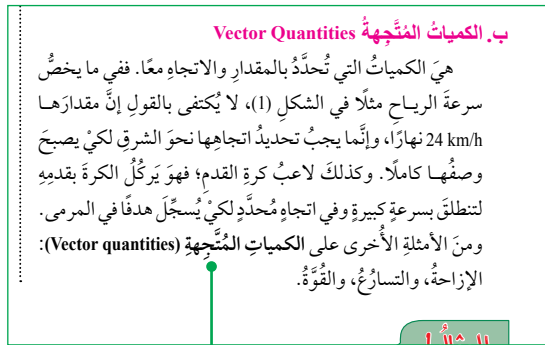 ب. الكمياتُ المُتَّجِهةُ Vector Quantities
هيَ الكمياتُ التي تُحدَّدُ بالمقدارِ والاتجاهِ معًا. ففي ما يخصُّ
سرعةَ الرياحِ مثلًا في الشكلِ (1)، لا يُكتفى بالقولِ إنَّ مقدارَها
24 km/h نهارًا، وإنَّما يجبُ تحديدُ اتجاهِها نحوَ الشرقِ لكيْ يصبحَ
وصفُها كاملًا. وكذلكَ لاعبُ كرةِ القدمِ؛ فهوَ يَركُلُ الكرةَ بقدمِهِ
لتنطلقَ بسرعةٍ كبيرةٍ وفي اتجاهٍ مُحدَّدٍ لكيْ يُسجِّلَ هدفًا في المرمى.
ومنَ الأمثلةِ الأُخرى على الكمياتِ المُتَّجِهةِ (Vector quantities):
الإزاحةُ، والتسارُعُ، والقُوَّةُ.